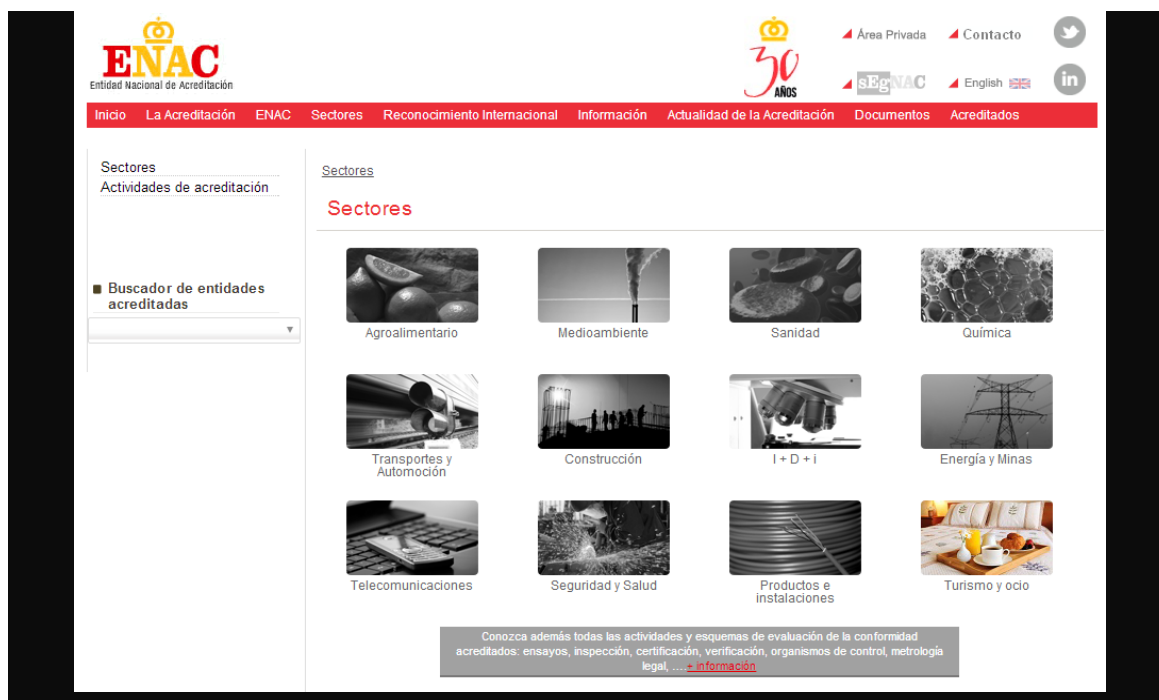 ENAC
Entidad Nacional de Acreditación
30
AÑOS
Área Privada
Contacto
sEgNAC
English
in
Inicio La Acreditación ENAC Sectores Reconocimiento Internacional Información Actualidad de la Acreditación Documentos Acreditados
Sectores
Actividades de acreditación
Buscador de entidades
acreditadas
Sectores
Sectores
Agroalimentario Medioambiente Sanidad Química
Transportes y
Automoción
Construcción
I + D + i
Energía y Minas
Telecomunicaciones
Seguridad y Salud
Productos e
instalaciones
Turismo y ocio
Conozca además todas las actividades y esquemas de evaluación de la conformidad
acreditados: ensayos, inspección, certificación, verificación, organismos de control, metrología
legal, ....+ información